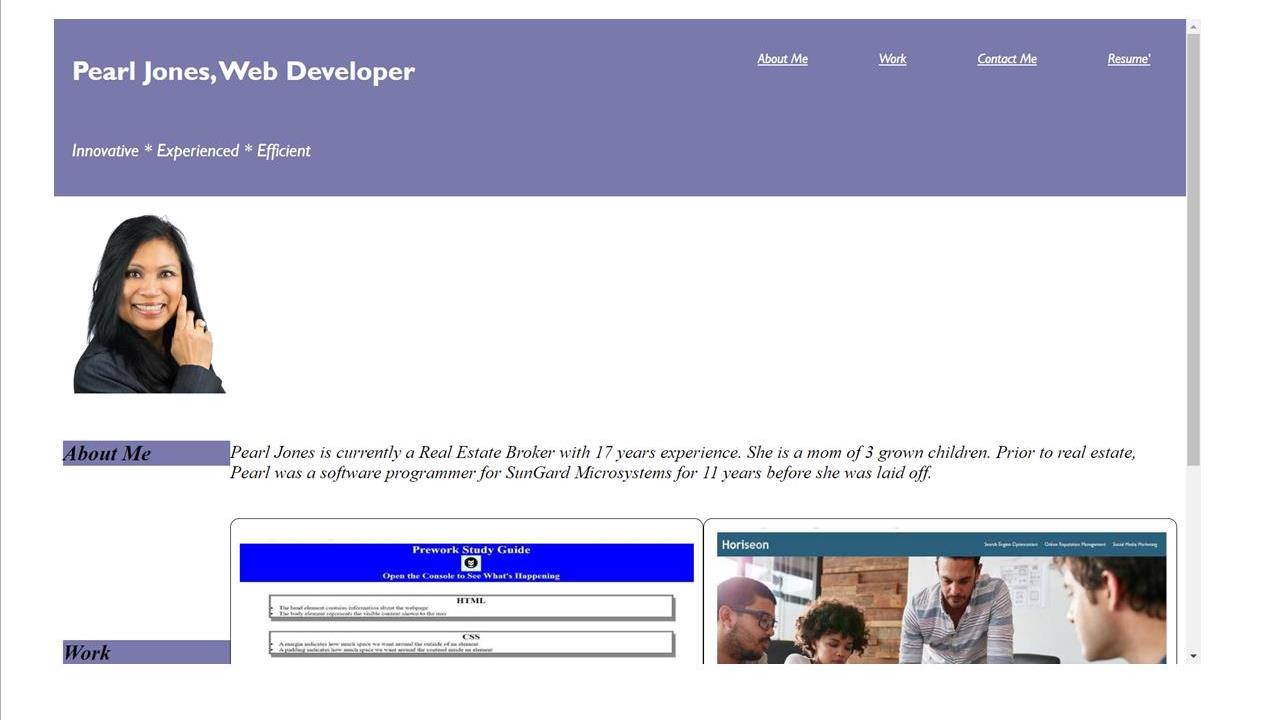 Pearl Jones, Web Developer
About Me
Work
Contact Me
Resume'
Innovative * Experienced * Efficient
About Me
Pearl Jones is currently a Real Estate Broker with 17 years experience. She is a mom of 3 grown children. Prior to real estate,
Pearl was a software programmer for SunGard Microsystems for 11 years before she was laid off.
Work
Prework Study Guide
Open the Console to See What's Happening
HTML
The head element contains information about the webpage
The body element represents the visible content shown to the user
CSS
A margin indicates how much space we want around the outside of an element
A padding indicates how much space we want around the content inside an element
Horiseon
Search Engine Optimization
Online Reputation Management
Social Media Marketing